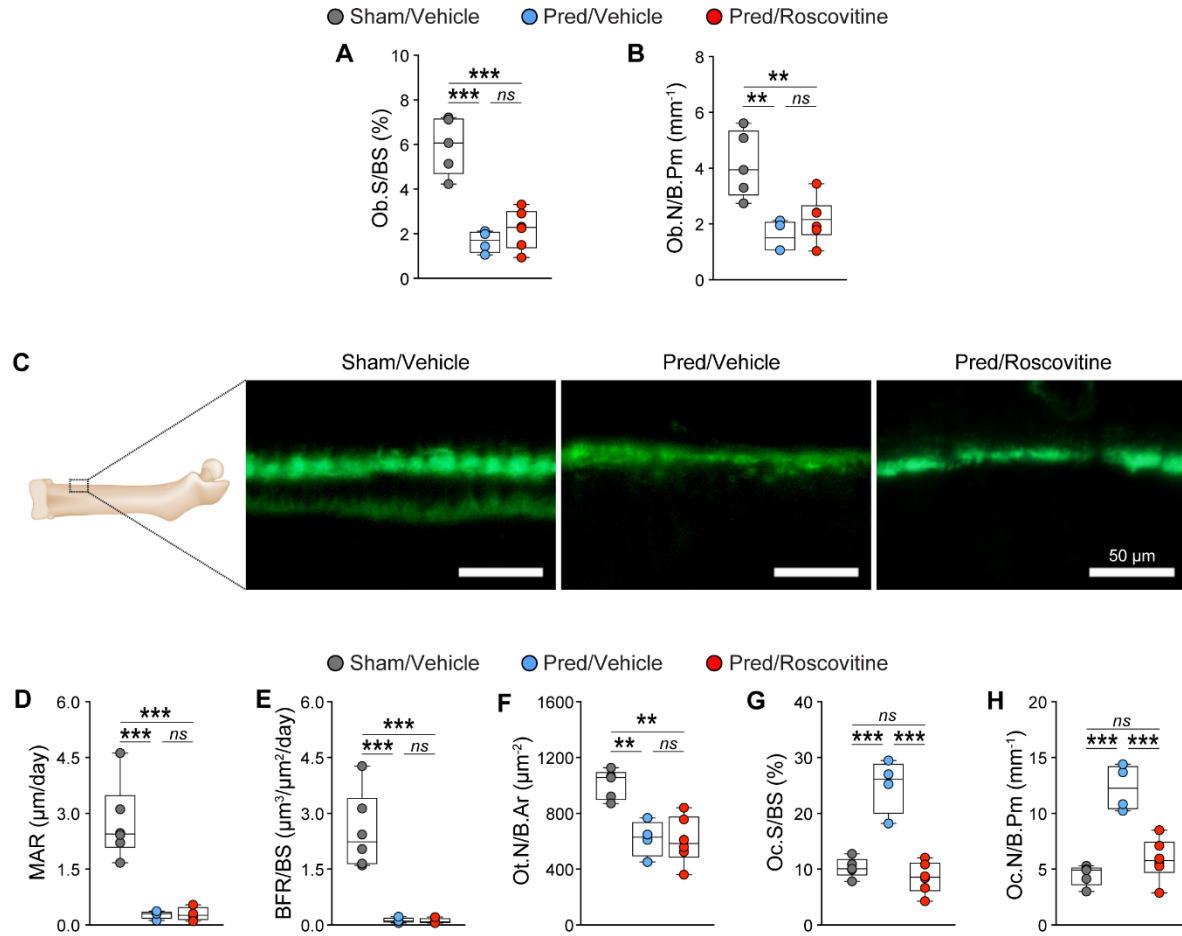 Sham/Vehicle Pred/Vehicle Pred/Roscovitine
A
Ob.S/BS (%)
10
8
6
4
2
0
***
*** ns
B
Ob.N/B.Pm (mm⁻¹)
8
6
4
2
0
**
** ns
C
Sham/Vehicle Pred/Vehicle Pred/Roscovitine
50 µm
Sham/Vehicle Pred/Vehicle Pred/Roscovitine
D
MAR (µm/day)
6.0
4.5
3.0
1.5
0.0
***
*** ns
E
BFR/BS (µm³/µm²/day)
6.0
4.5
3.0
1.5
0.0
***
*** ns
F
Ot.N/B.Ar (µm⁻²)
1600
1200
800
400
0
**
** ns
G
Oc.S/BS (%)
40
30
20
10
0
ns
*** ***
H
Oc.N/B.Pm (mm⁻¹)
20
15
10
5
0
ns
*** ***